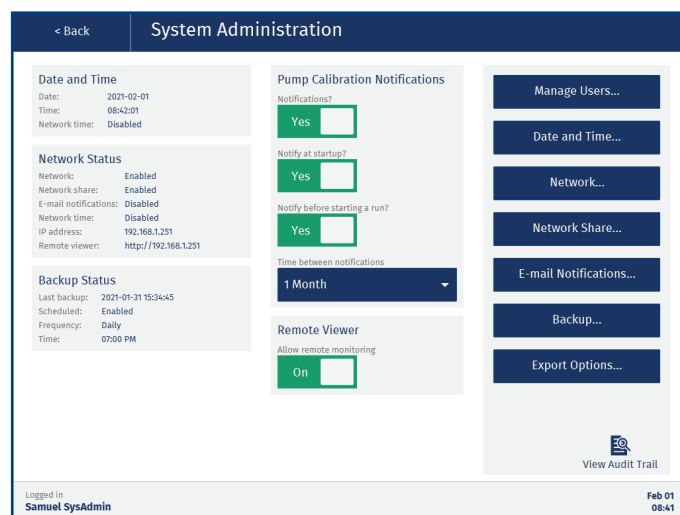 < Back
System Administration
Date and Time
Date: 2021-02-01
Time: 08:42:01
Network time: Disabled
Network Status
Network: Enabled
Network share: Enabled
E-mail notifications: Disabled
Network time: Disabled
IP address: 192.168.1.251
Remote viewer: http://192.168.1.251
Backup Status
Last backup: 2021-01-31 15:34:45
Scheduled: Enabled
Frequency: Daily
Time: 07:00 PM
Pump Calibration Notifications
Notifications?
Yes
Notify at startup?
Yes
Notify before starting a run?
Yes
Time between notifications
1 Month
Remote Viewer
Allow remote monitoring
On
Manage Users...
Date and Time...
Network...
Network Share...
E-mail Notifications...
Backup...
Export Options...
View Audit Trail
Logged in
Samuel SysAdmin
Feb 01
08:41